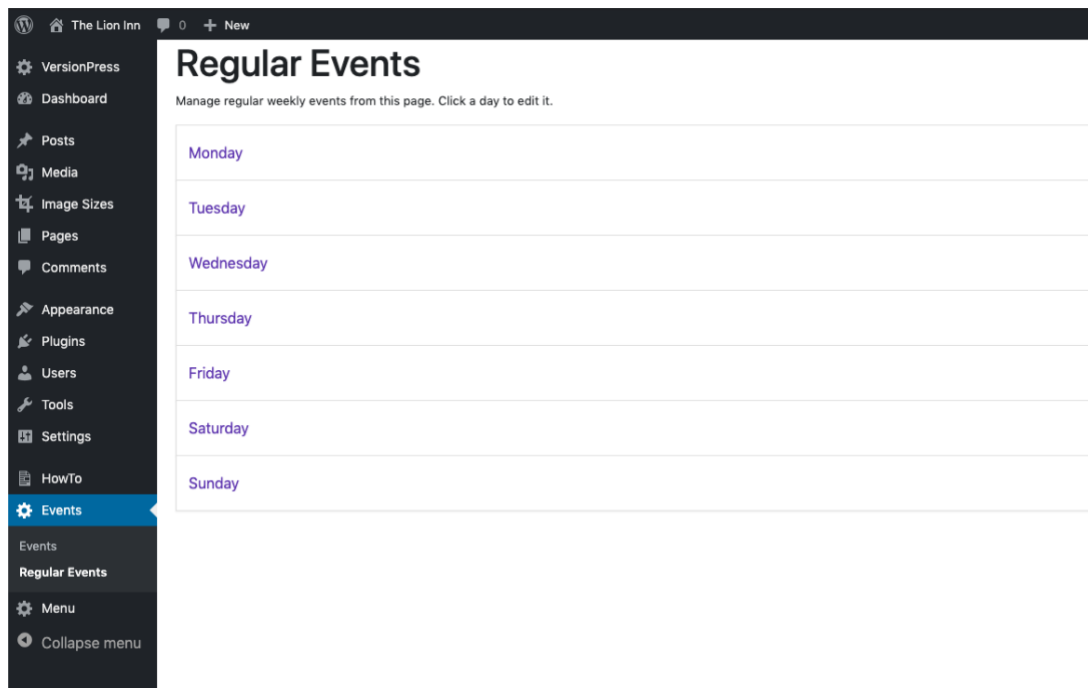 The Lion Inn 0 New
VersionPress
Dashboard
Posts
Media
Image Sizes
Pages
Comments
Appearance
Plugins
Users
Tools
Settings
HowTo
Events
Events
Regular Events
Menu
Collapse menu
Regular Events
Manage regular weekly events from this page. Click a day to edit it.
Monday
Tuesday
Wednesday
Thursday
Friday
Saturday
Sunday